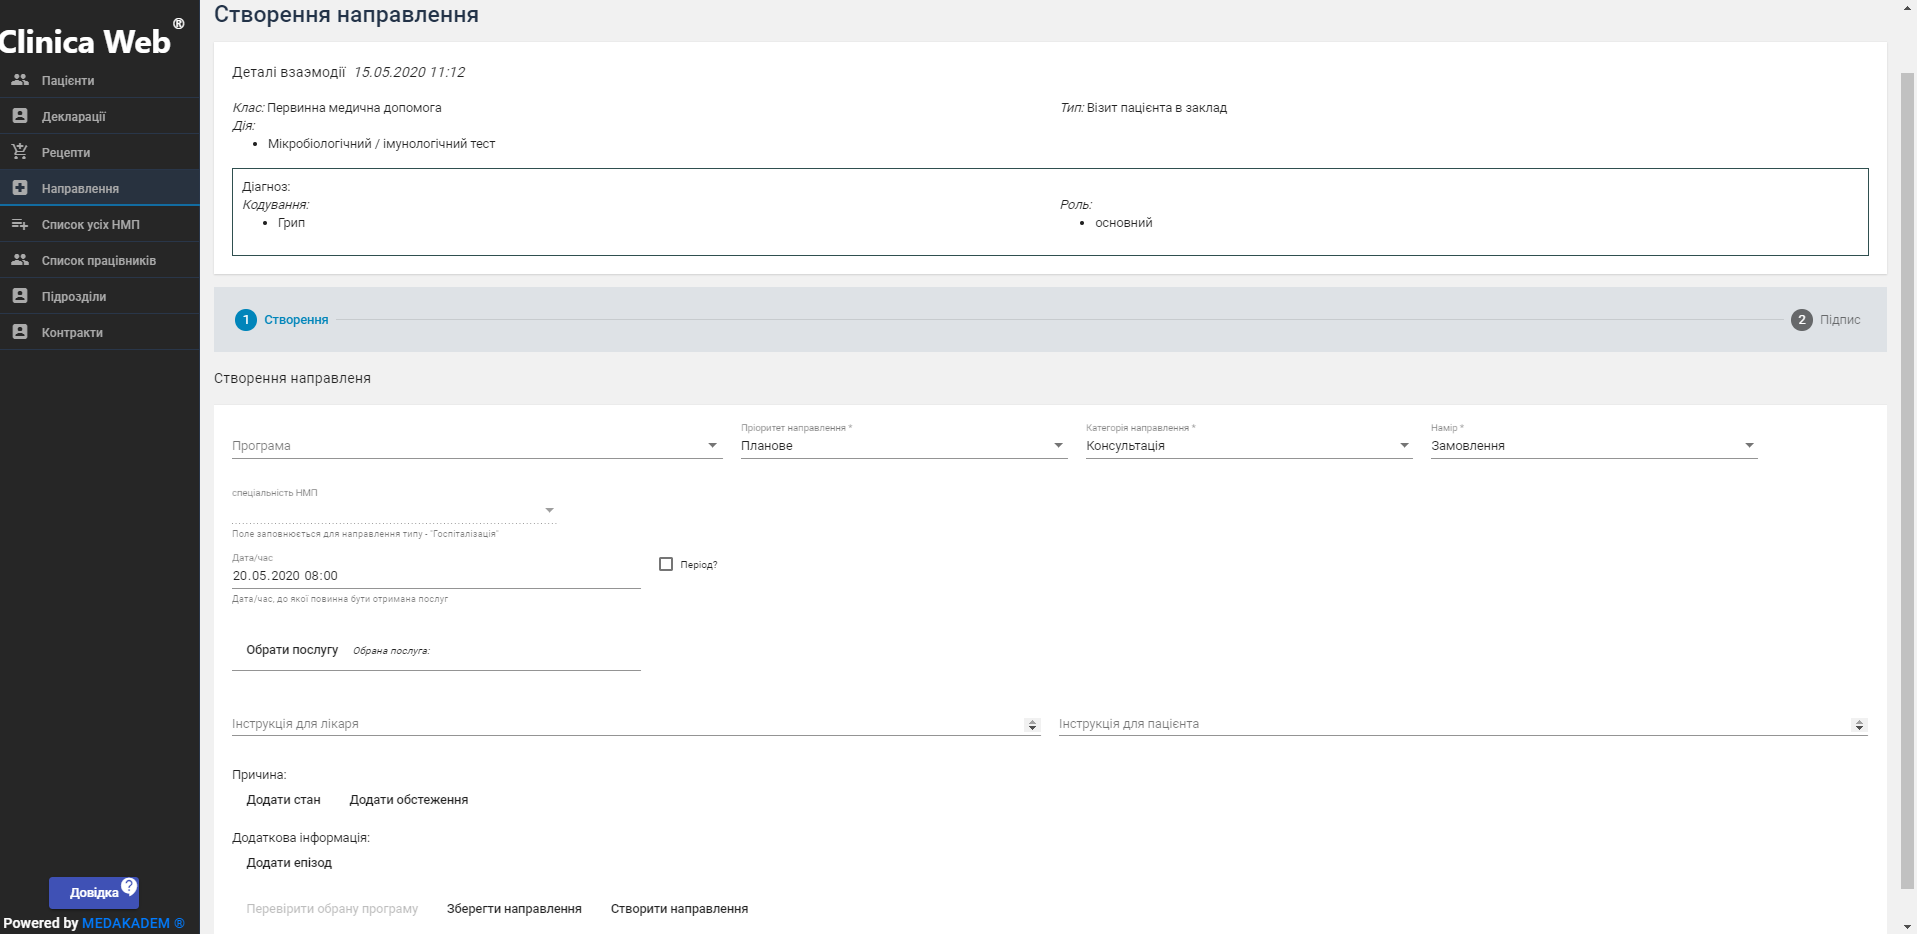 Clinica Web ®
Пацієнти
Декларації
Рецепти
Направлення
Список усіх НМП
Список працівників
Підрозділи
Контракти
Довідка ?
Powered by MEDAKADEM ®
Створення направлення
Деталі взаэмодії 15.05.2020 11:12
Клас: Первинна медична допомога
Тип: Візит пацієнта в заклад
Дія:
Мікробіологічний / імунологічний тест
Діагноз:
Кодування:
Роль:
Грип
основний
1 Створення
2 Підпис
Створення направленя
Програма
Пріоритет направлення *
Планове
Категорія направлення *
Консультація
Намір *
Замовлення
спеціальність НМП
Поле заповнюється для направлення типу - "Госпіталізація"
Дата/час
20.05.2020 08:00
Період?
Дата/час, до якої повинна бути отримана послуг
Обрати послугу Обрана послуга:
Інструкція для лікаря
Інструкція для пацієнта
Причина:
Додати стан Додати обстеження
Додаткова інформація:
Додати епізод
Перевірити обрану програму Зберегти направлення Створити направлення